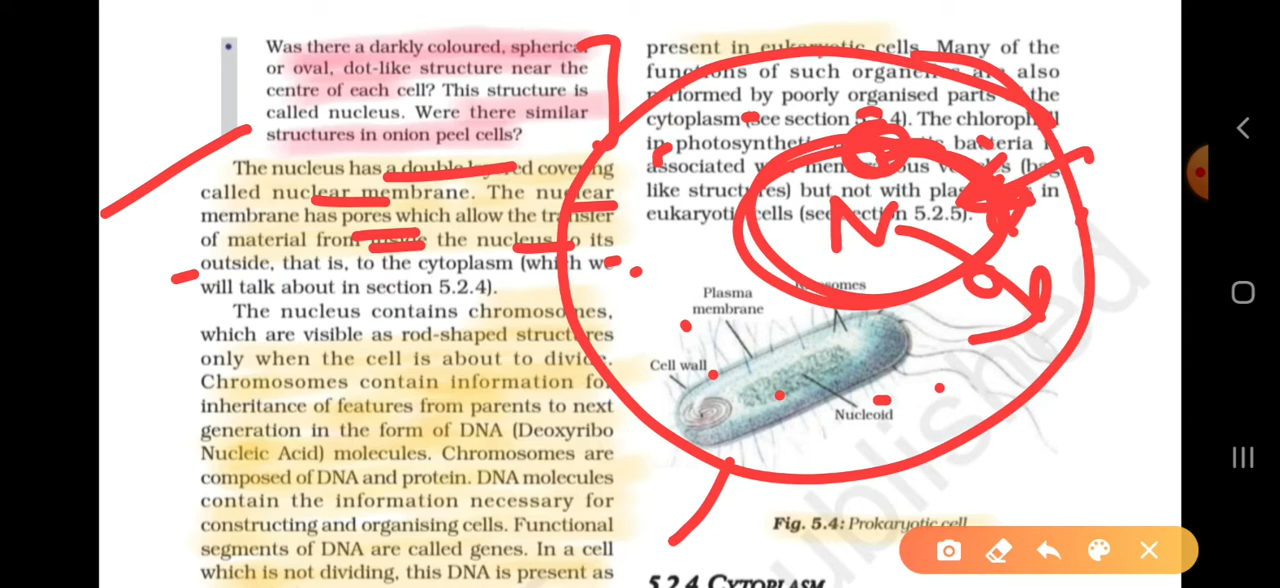 Was there a darkly coloured, spherical
or oval, dot-like structure near the
centre of each cell? This structure is
called nucleus. Were there similar
structures in onion peel cells?
The nucleus has a double layered covering
called nuclear membrane. The nuclear
membrane has pores which allow the transfer
of material from inside the nucleus to its
outside, that is, to the cytoplasm (which we
will talk about in section 5.2.4).
The nucleus contains chromosomes,
which are visible as rod-shaped structures
only when the cell is about to divide.
Chromosomes contain information for
inheritance of features from parents to next
generation in the form of DNA (Deoxyribo
Nucleic Acid) molecules. Chromosomes are
composed of DNA and protein. DNA molecules
contain the information necessary for
constructing and organising cells. Functional
segments of DNA are called genes. In a cell
which is not dividing, this DNA is present as
present in eukaryotic cells. Many of the
functions of such organelles are also
performed by poorly organised parts of the
cytoplasm (see section 5.2.4). The chlorophyll
in photosynthetic bacteria is
associated with membranous vesicles (bag
like structures) but not with plastids as in
eukaryotic cells (see section 5.2.5).
N
Ribosomes
Plasma
membrane
Cell wall
Nucleoid
Fig. 5.4: Prokaryotic cell
5.2.4 CYTOPLASM
published